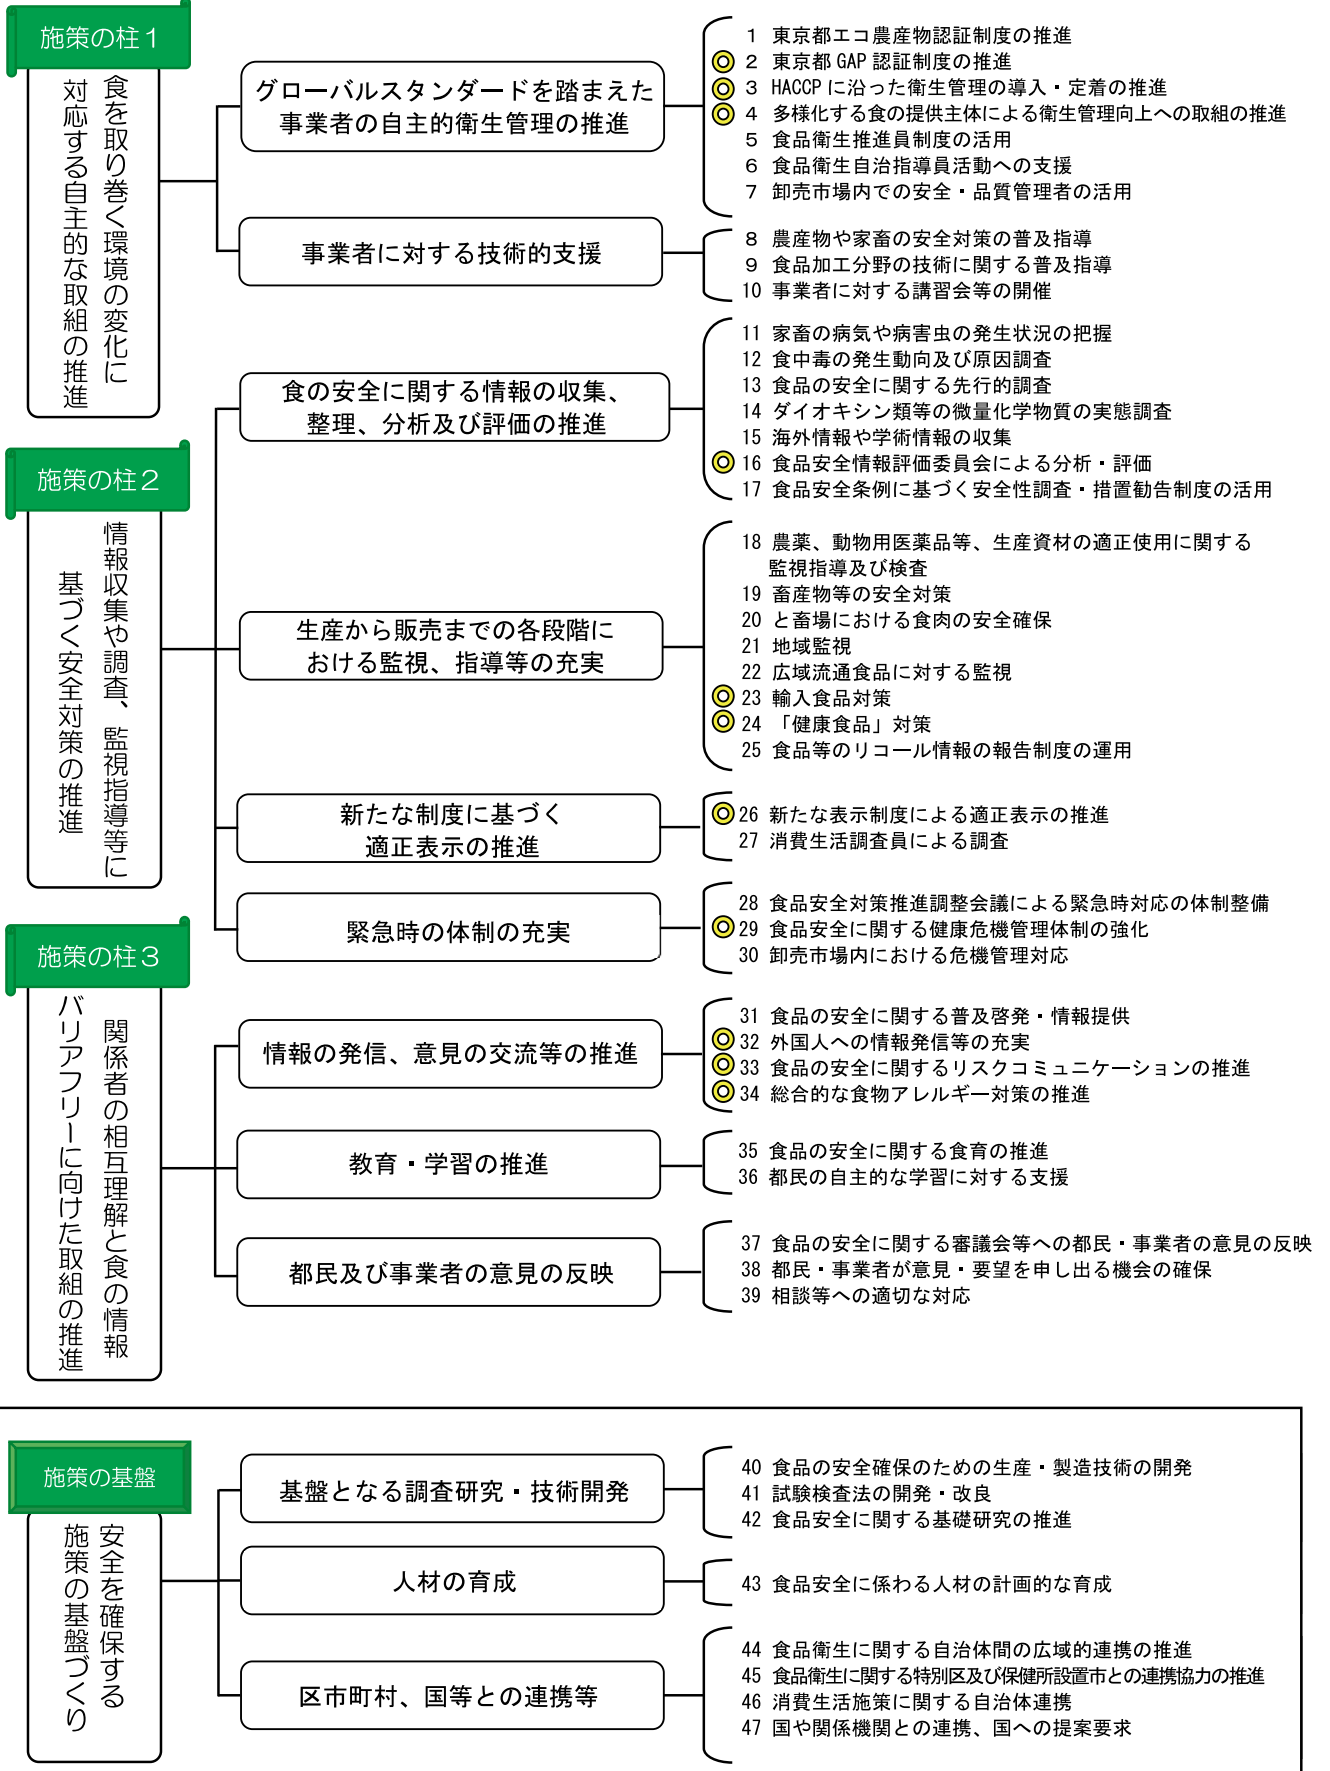 施策の柱１
食を取り巻く環境の変化に
対応する自主的な取組の推進
グローバルスタンダードを踏まえた
事業者の自主的衛生管理の推進
1 東京都エコ農産物認証制度の推進
◎ 2 東京都 GAP 認証制度の推進
◎ 3 HACCP に沿った衛生管理の導入・定着の推進
◎ 4 多様化する食の提供主体による衛生管理向上への取組の推進
5 食品衛生推進員制度の活用
6 食品衛生自治指導員活動への支援
7 卸売市場内での安全・品質管理者の活用
事業者に対する技術的支援
8 農産物や家畜の安全対策の普及指導
9 食品加工分野の技術に関する普及指導
10 事業者に対する講習会等の開催
施策の柱２
情報収集や調査、監視指導等に
基づく安全対策の推進
食の安全に関する情報の収集、
整理、分析及び評価の推進
11 家畜の病気や病害虫の発生状況の把握
12 食中毒の発生動向及び原因調査
13 食品の安全に関する先行的調査
14 ダイオキシン類等の微量化学物質の実態調査
15 海外情報や学術情報の収集
◎ 16 食品安全情報評価委員会による分析・評価
17 食品安全条例に基づく安全性調査・措置勧告制度の活用
生産から販売までの各段階に
おける監視、指導等の充実
18 農薬、動物用医薬品等、生産資材の適正使用に関する
監視指導及び検査
19 畜産物等の安全対策
20 と畜場における食肉の安全確保
21 地域監視
22 広域流通食品に対する監視
◎ 23 輸入食品対策
◎ 24 「健康食品」対策
25 食品等のリコール情報の報告制度の運用
新たな制度に基づく
適正表示の推進
◎ 26 新たな表示制度による適正表示の推進
27 消費生活調査員による調査
緊急時の体制の充実
28 食品安全対策推進調整会議による緊急時対応の体制整備
◎ 29 食品安全に関する健康危機管理体制の強化
30 卸売市場内における危機管理対応
施策の柱３
関係者の相互理解と食の情報
バリアフリーに向けた取組の推進
情報の発信、意見の交流等の推進
31 食品の安全に関する普及啓発・情報提供
◎ 32 外国人への情報発信等の充実
◎ 33 食品の安全に関するリスクコミュニケーションの推進
◎ 34 総合的な食物アレルギー対策の推進
教育・学習の推進
35 食品の安全に関する食育の推進
36 都民の自主的な学習に対する支援
都民及び事業者の意見の反映
37 食品の安全に関する審議会等への都民・事業者の意見の反映
38 都民・事業者が意見・要望を申し出る機会の確保
39 相談等への適切な対応
施策の基盤
安全を確保する
施策の基盤づくり
基盤となる調査研究・技術開発
40 食品の安全確保のための生産・製造技術の開発
41 試験検査法の開発・改良
42 食品安全に関する基礎研究の推進
人材の育成
43 食品安全に係わる人材の計画的な育成
区市町村、国等との連携等
44 食品衛生に関する自治体間の広域的連携の推進
45 食品衛生に関する特別区及び保健所設置市との連携協力の推進
46 消費生活施策に関する自治体連携
47 国や関係機関との連携、国への提案要求